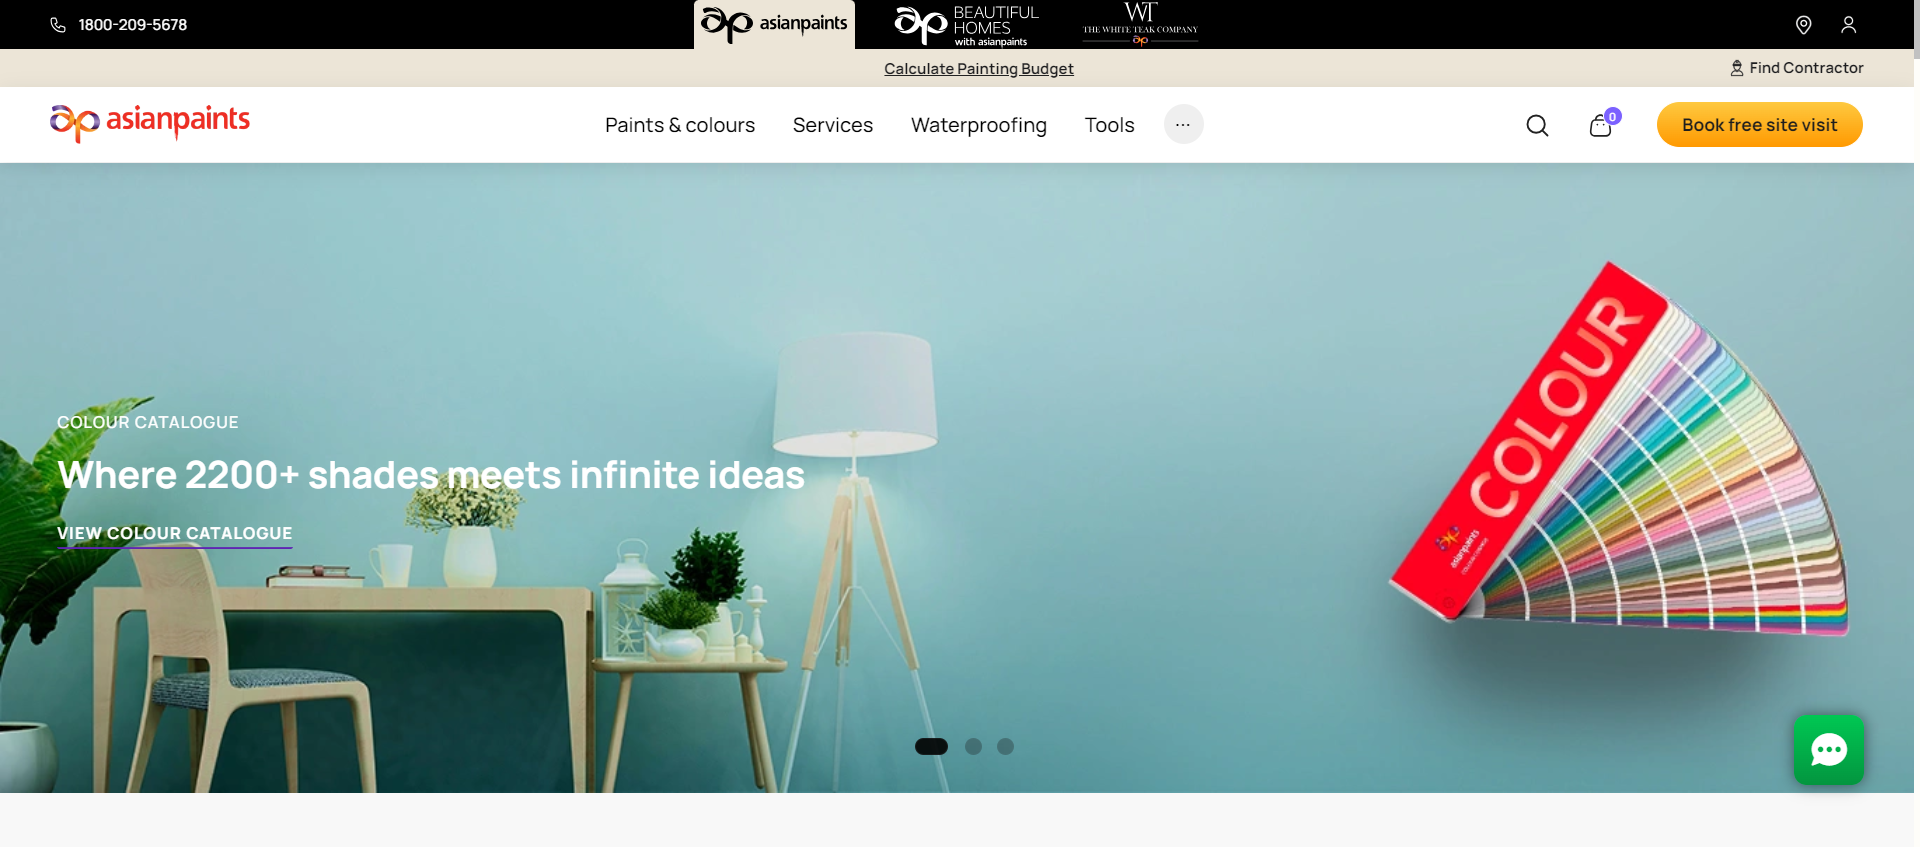 1800-209-5678
asianpaints
BEAUTIFUL
HOMES
with asianpaints
WT
THE WHITE TEAK COMPANY
ap
Calculate Painting Budget
Find Contractor
ap asianpaints
Paints & colours
Services
Waterproofing
Tools
...
0
Book free site visit
COLOUR CATALOGUE
Where 2200+ shades meets infinite ideas
VIEW COLOUR CATALOGUE
COLOUR
asianpaints